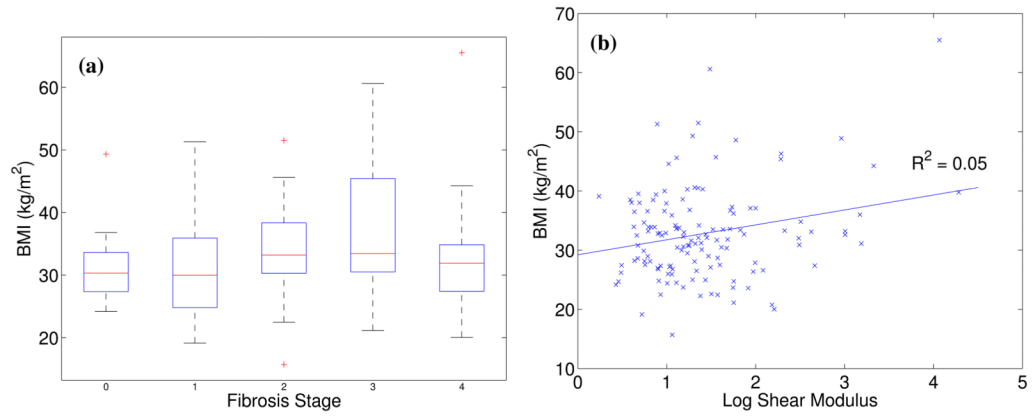 (a)
BMI (kg/m²)
60
50
40
30
20
0 1 2 3 4
Fibrosis Stage
(b)
BMI (kg/m²)
60
50
40
30
20
10
R² = 0.05
0 1 2 3 4 5
Log Shear Modulus